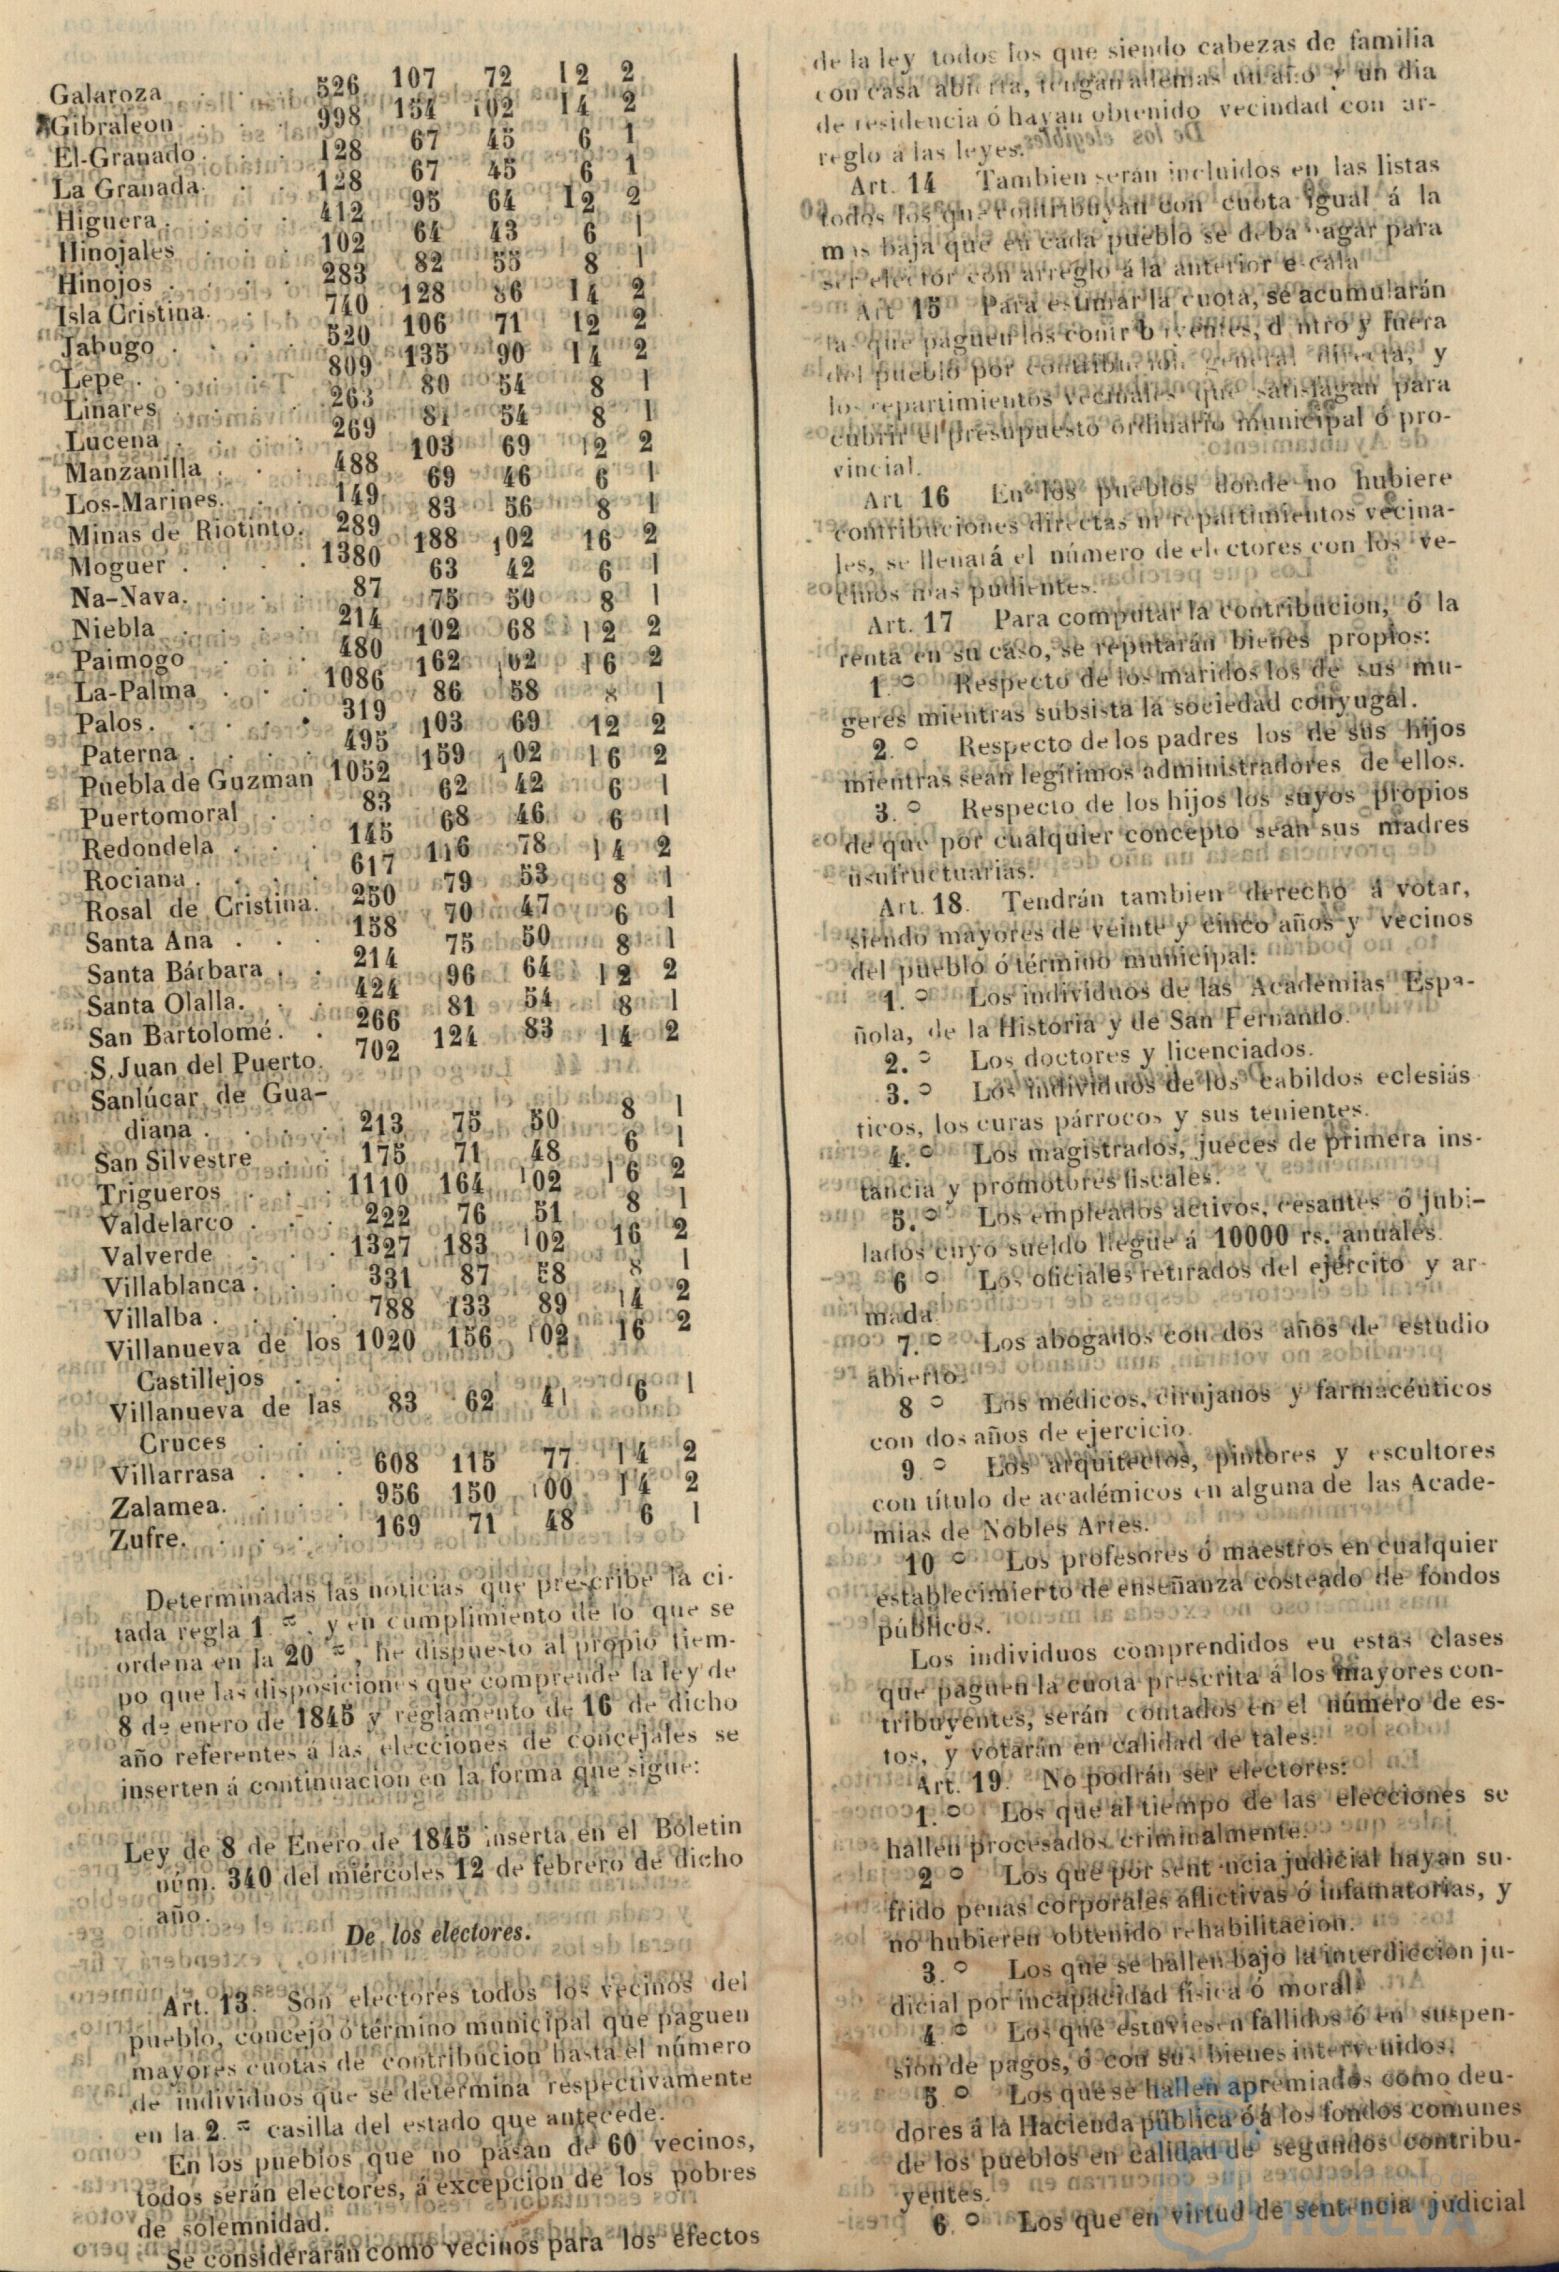 Galaroza . . . . 526 107 72 12 2
Gibraleon . . . . 998 154 102 14 2
El-Granado . . . . 128 67 45 6 1
La Granada . . . 128 67 45 6 1
Higuera . . . . 412 95 64 12 2
Hinojales . . . . 102 64 43 6 1
Hinojos . . . . 283 82 55 8 1
Isla Cristina. . . . 740 128 86 14 2
Jabugo . . . . 520 106 71 12 2
Lepe . . . . . 809 135 90 14 2
Linares . . . . 263 80 54 8 1
Lucena . . . . 269 81 54 8 1
Manzanilla . . . 488 103 69 12 2
Los-Marines. . . . 149 69 46 6 1
Minas de Riotinto. 289 83 56 8 1
Moguer . . . . 1380 188 102 16 2
Na-Nava. . . . 87 63 42 6 1
Niebla . . . . 214 75 50 8 1
Paimogo . . . 480 102 68 12 2
La-Palma . . . 1086 162 102 16 2
Palos . . . . . 319 86 58 8 1
Paterna . . . . 495 103 69 12 2
Puebla de Guzman 1052 159 102 16 2
Puertomoral . . 83 62 42 6 1
Redondela . . . 145 68 46 6 1
Rociana . . . . 617 116 78 14 2
Rosal de Cristina. 250 79 53 8 1
Santa Ana . . . 158 70 47 6 1
Santa Bárbara . . 214 75 50 8 1
Santa Olalla. . . 424 96 64 12 2
San Bartolomé . . 266 81 54 8 1
S. Juan del Puerto. 702 124 83 14 2
Sanlúcar de Gua-
diana . . . . 213 75 50 8 1
San Silvestre . . 175 71 48 6 1
Trigueros . . . 1110 164 102 16 2
Valdelarco . . . 222 76 51 8 1
Valverde . . . 1327 183 102 16 2
Villablanca . . . 331 87 58 8 1
Villalba . . . . 788 133 89 14 2
Villanueva de los 1020 156 102 16 2
Castillejos . .
Villanueva de las 83 62 41 6 1
Cruces . . .
Villarrasa . . . 608 115 77 14 2
Zalamea. . . . 956 150 100 14 2
Zufre. . . . . 169 71 48 6 1
Determinadas las noticias que prescribe la ci-
tada regla 1.ª, y en cumplimiento de lo que se
ordena en la 20 ª, he dispuesto al propio tiem-
po que las disposiciones que comprende la ley de
8 de enero de 1845 y reglamento de 16 de dicho
año referentes á las elecciones de concejales se
inserten á continuacion en la forma que sigue:
Ley de 8 de Enero de 1845 inserta en el Boletin
núm. 340 del miércoles 12 de febrero de dicho
año.
De los electores.
Art. 13. Son electores todos los vecinos del
pueblo, concejo ó término municipal que paguen
mayores cuotas de contribucion hasta el número
de individuos que se determina respectivamente
en la 2.ª casilla del estado que antecede.
En los pueblos que no pasan de 60 vecinos,
todos serán electores, á excepcion de los pobres
de solemnidad.
Se considerarán como vecinos para los efectos
de la ley todos los que siendo cabezas de familia
con casa abierta, tengan ademas un año y un dia
de residencia ó hayan obtenido vecindad con ar-
reglo á las leyes.
Art. 14 Tambien serán incluidos en las listas
todos los que contribuyan con cuota igual á la
mas baja que en cada pueblo se deba pagar para
ser elector con arreglo á la anterior escala
Art 15 Para estimar la cuota, se acumularán
las que paguen los contribuyentes, dentro y fuera
del pueblo por contribucion general directa, y
los repartimientos vecinales que satisfagan para
cubrir el presupuesto ordinario municipal ó pro-
vincial.
Art 16 En los pueblos donde no hubiere
contribuciones directas ni repartimientos vecina-
les, se llenará el número de electores con los ve-
cinos mas pudientes.
Art. 17 Para computar la contribucion, ó la
renta en su caso, se reputarán bienes propios:
1.º Respecto de los maridos los de sus mu-
geres mientras subsista la sociedad conyugal.
2.º Respecto de los padres los de sus hijos
mientras sean legítimos administradores de ellos.
3.º Respecto de los hijos los suyos propios
de que por cualquier concepto sean sus madres
usufructuarias.
Art. 18. Tendrán tambien derecho á votar,
siendo mayores de veinte y cinco años y vecinos
del pueblo ó término municipal:
1.º Los individuos de las Academias Espa-
ñola, de la Historia y de San Fernando.
2.º Los doctores y licenciados.
3.º Los individuos de los cabildos eclesiás
ticos, los curas párrocos y sus tenientes.
4.º Los magistrados, jueces de primera ins-
tancia y promotores fiscales.
5.º Los empleados activos, cesantes ó jubi-
lados cuyo sueldo llegue á 10000 rs. anuales.
6 º Los oficiales retirados del ejército y ar
mada.
7.º Los abogados con dos años de estudio
abierto.
8 º Los médicos, cirujanos y farmacéuticos
con dos años de ejercicio.
9.º Los arquitectos, pintores y escultores
con título de académicos en alguna de las Acade-
mias de Nobles Artes.
10 º Los profesores ó maestros en cualquier
establecimierto de enseñanza costeado de fondos
públicos.
Los individuos comprendidos eu estas clases
que paguen la cuota prescrita á los mayores con-
tribuyentes, serán contados en el número de es-
tos, y votarán en calidad de tales.
Art. 19. No podrán ser electores:
1.º Los que al tiempo de las elecciones se
hallen procesados criminalmente.
2 º Los que por sentencia judicial hayan su-
frido penas corporales aflictivas ó infamatorias, y
no hubieren obtenido rehabilitacion.
3.º Los que se hallen bajo la interdiccion ju-
dicial por incapacidad física ó moral.
4 º Los que estuviesen fallidos ó en suspen-
sion de pagos, ó con sus bienes intervenidos.
5 º Los que se hallen apremiados como deu-
dores á la Hacienda pública ó á los fondos comunes
de los pueblos en calidad de segundos contribu-
yentes.
6.º Los que en virtud de sentencia judicial
HUELVA